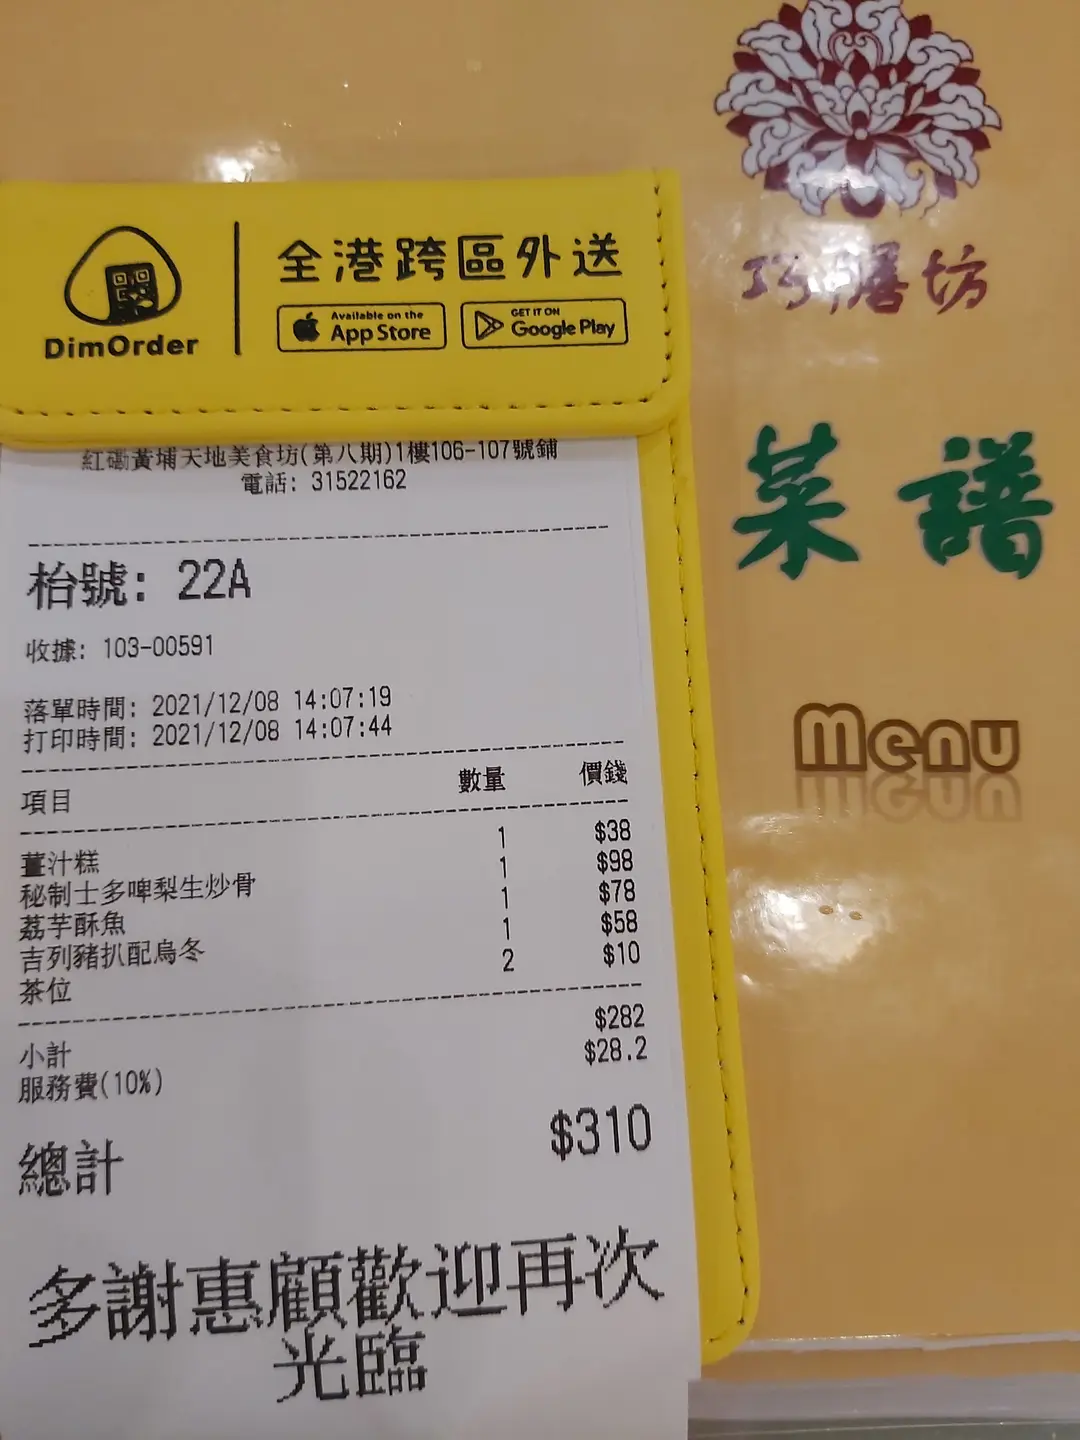 DimOrder
全港跨區外送
Available on the
App Store
GET IT ON
Google Play
巧膳坊
菜譜
Menu
紅磡黃埔天地美食坊(第八期)1樓106-107號鋪
電話: 31522162
枱號: 22A
收據: 103-00591
落單時間: 2021/12/08 14:07:19
打印時間: 2021/12/08 14:07:44
項目 數量 價錢
薑汁糕 1 $38
秘制士多啤梨生炒骨 1 $98
荔芋酥魚 1 $78
吉列豬扒配烏冬 1 $58
茶位 2 $10
小計 $282
服務費(10%) $28.2
總計 $310
多謝惠顧歡迎再次
光臨